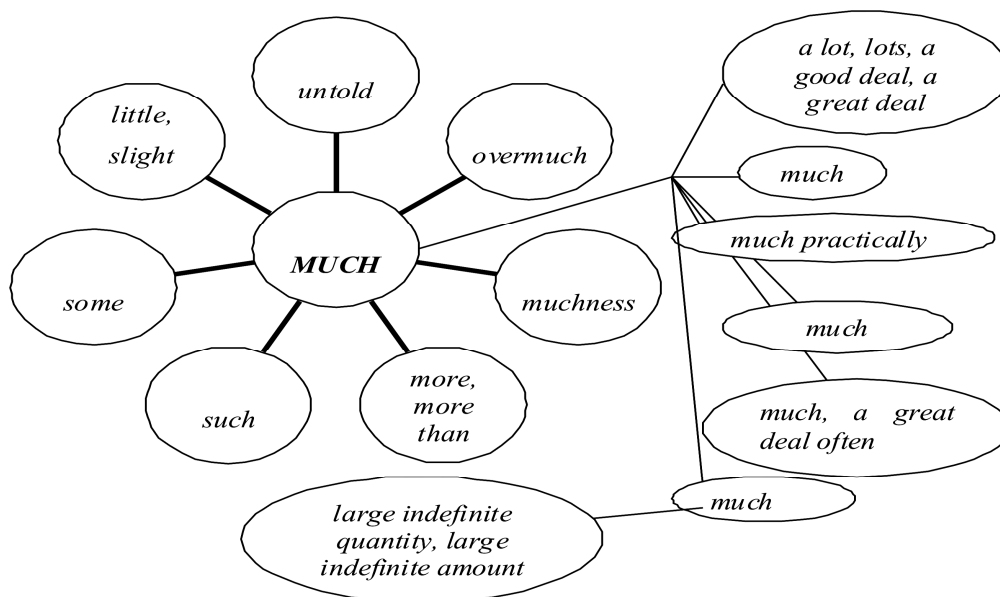 untold
little,
slight
overmuch
MUCH
some
muchness
such
more,
more
than
a lot, lots, a
good deal, a
great deal
much
much practically
much
much, a great
deal often
much
large indefinite
quantity, large
indefinite amount